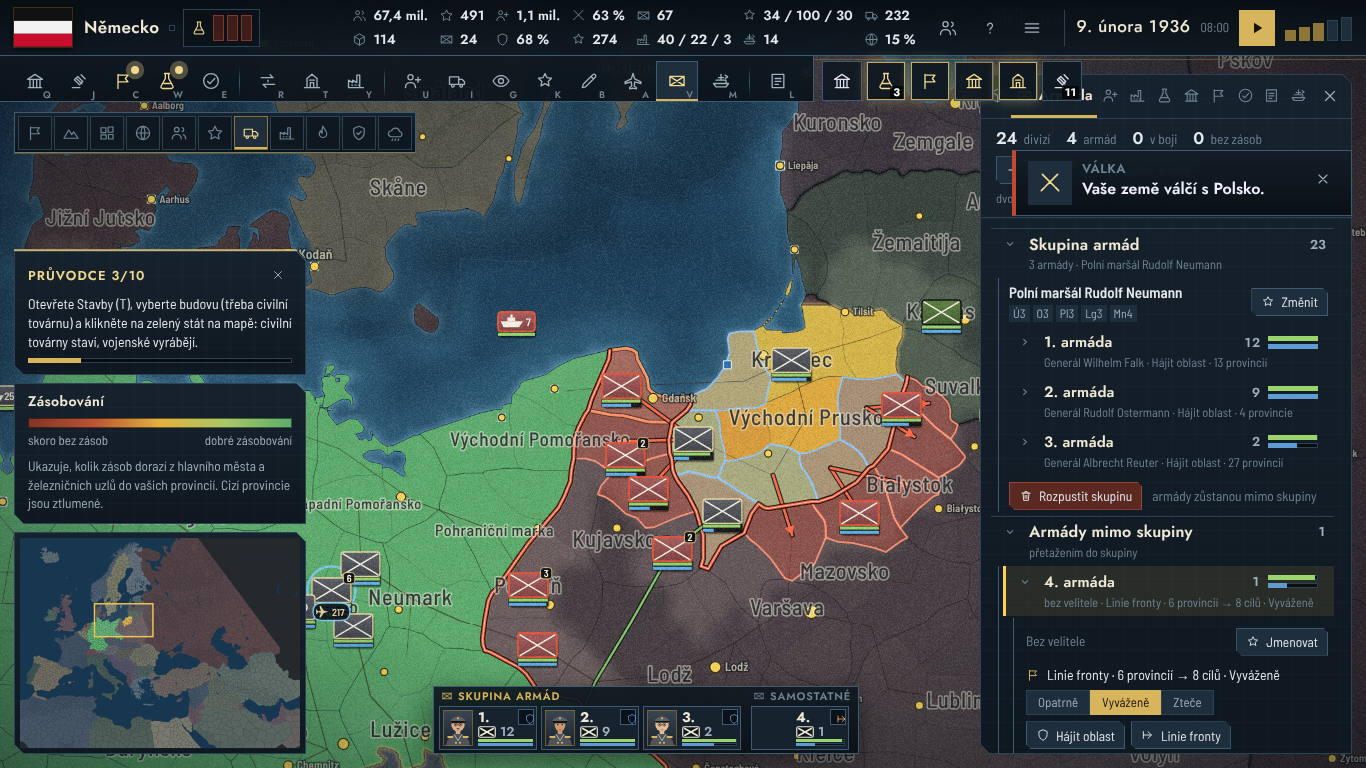 Německo
67,4 mil.
491
1,1 mil.
63 %
67
34 / 100 / 30
232
114
24
68 %
274
40 / 22 / 3
14
15 %
?
9. února 1936
08:00
Q
J
C
W
E
R
T
Y
U
I
G
K
B
A
V
M
L
3
11
24 divizí
4 armád
0 v boji
0 bez zásob
VÁLKA
Vaše země válčí s Polsko.
Aalborg
Aarhus
Jižní Jutsko
Kodaň
Skåne
Kuronsko
Zemgale
Pskov
Liepāja
Žemaitija
Tilsit
Gdaňsk
Východní Prusko
Východní Pomořansko
Západní Pomořansko
Pohraniční marka
Kujavsko
Bialystok
Białystok
Mazovsko
Varšava
Neumark
Lodž
Lodž
Lublin
Lužice
Chemnitz
PRŮVODCE 3/10
Otevřete Stavby (T), vyberte budovu (třeba civilní
továrnu) a klikněte na zelený stát na mapě: civilní
továrny staví, vojenské vyrábějí.
Zásobování
skoro bez zásob
dobré zásobování
Ukazuje, kolik zásob dorazí z hlavního města a
železničních uzlů do vašich provincií. Cizí provincie
jsou ztlumené.
7
2
2
3
6
217
25
Skupina armád
23
3 armády · Polní maršál Rudolf Neumann
Polní maršál Rudolf Neumann
Změnit
Ú3
O3
Pl3
Lg3
Mn4
1. armáda
12
Generál Wilhelm Falk · Hájit oblast · 13 provincií
2. armáda
9
Generál Rudolf Ostermann · Hájit oblast · 4 provincie
3. armáda
2
Generál Albrecht Reuter · Hájit oblast · 27 provincií
Rozpustit skupinu
armády zůstanou mimo skupiny
Armády mimo skupiny
1
přetažením do skupiny
4. armáda
1
bez velitele · Linie fronty · 6 provincií → 8 cílů · Vyváženě
Bez velitele
Jmenovat
Linie fronty · 6 provincií → 8 cílů · Vyváženě
Opatrně
Vyváženě
Zteče
Hájit oblast
Linie fronty
SKUPINA ARMÁD
SAMOSTATNÉ
1.
12
2.
9
3.
2
4.
1